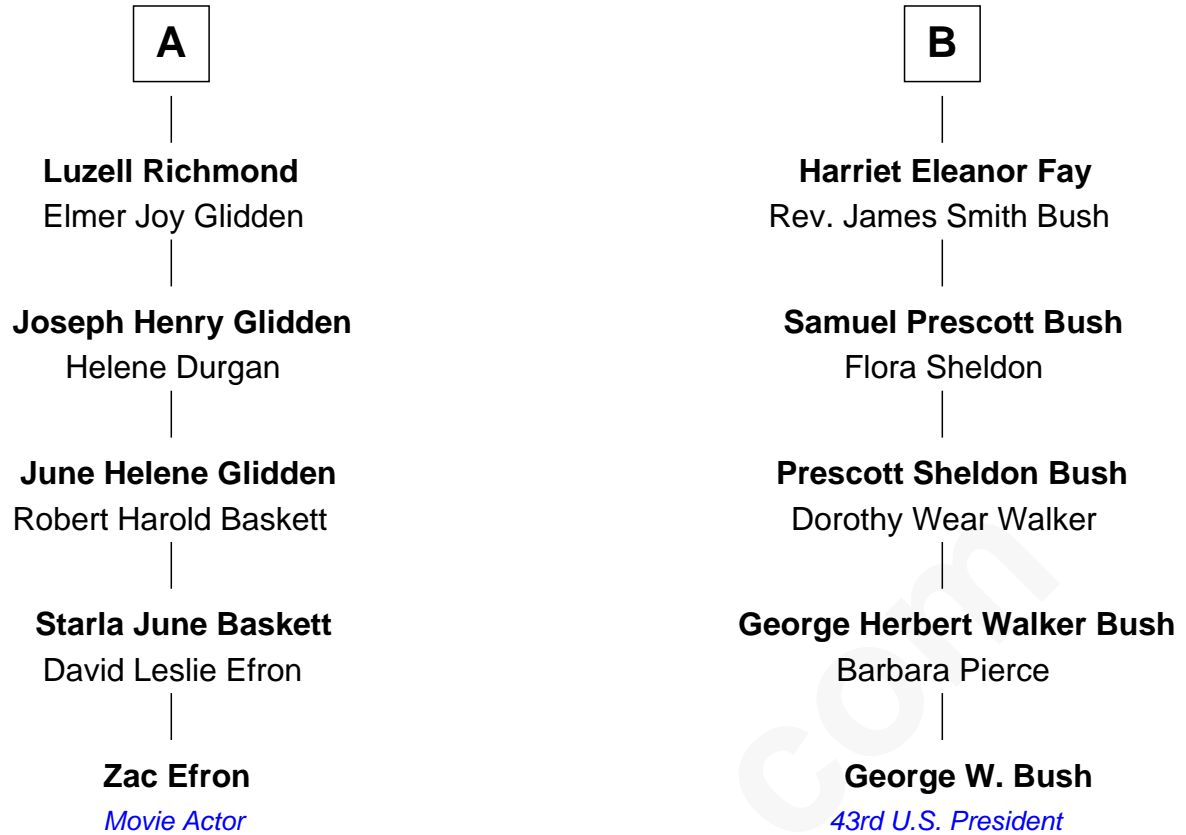 A
Luzell Richmond
Elmer Joy Glidden
Joseph Henry Glidden
Helene Durgan
June Helene Glidden
Robert Harold Baskett
Starla June Baskett
David Leslie Efron
Zac Efron
Movie Actor
B
Harriet Eleanor Fay
Rev. James Smith Bush
Samuel Prescott Bush
Flora Sheldon
Prescott Sheldon Bush
Dorothy Wear Walker
George Herbert Walker Bush
Barbara Pierce
George W. Bush
43rd U.S. President
com